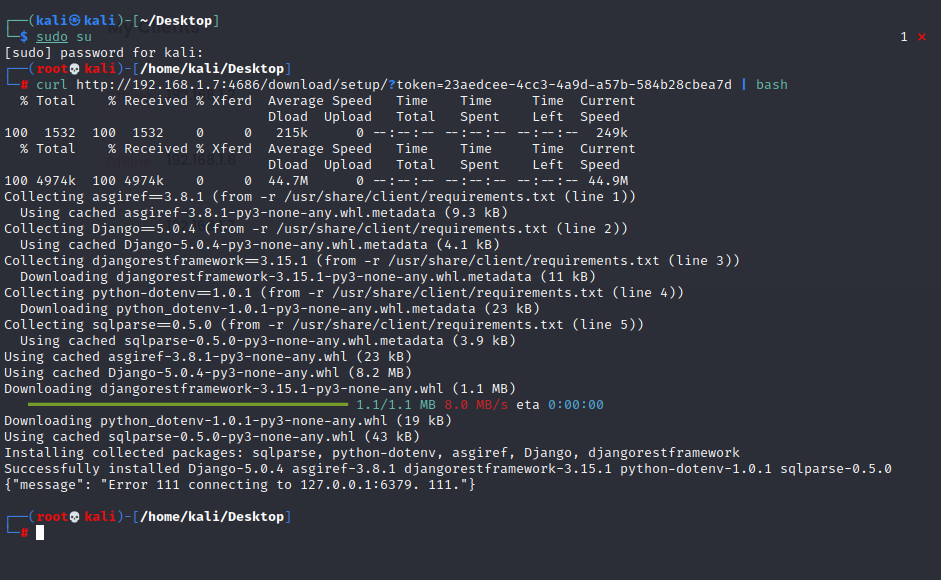 ┌──(kali㉿kali)-[~/Desktop]
└─$ sudo su 1 ✕
[sudo] password for kali:
┌──(root💀kali)-[/home/kali/Desktop]
└─# curl http://192.168.1.7:4686/download/setup/?token=23aedcee-4cc3-4a9d-a57b-584b28cbea7d | bash
% Total % Received % Xferd Average Speed Time Time Time Current
Dload Upload Total Spent Left Speed
100 1532 100 1532 0 0 215k 0 --:--:-- --:--:-- --:--:-- 249k
% Total % Received % Xferd Average Speed Time Time Time Current
Dload Upload Total Spent Left Speed
100 4974k 100 4974k 0 0 44.7M 0 --:--:-- --:--:-- --:--:-- 44.9M
Collecting asgiref==3.8.1 (from -r /usr/share/client/requirements.txt (line 1))
Using cached asgiref-3.8.1-py3-none-any.whl.metadata (9.3 kB)
Collecting Django==5.0.4 (from -r /usr/share/client/requirements.txt (line 2))
Using cached Django-5.0.4-py3-none-any.whl.metadata (4.1 kB)
Collecting djangorestframework==3.15.1 (from -r /usr/share/client/requirements.txt (line 3))
Downloading djangorestframework-3.15.1-py3-none-any.whl.metadata (11 kB)
Collecting python-dotenv==1.0.1 (from -r /usr/share/client/requirements.txt (line 4))
Downloading python_dotenv-1.0.1-py3-none-any.whl.metadata (23 kB)
Collecting sqlparse==0.5.0 (from -r /usr/share/client/requirements.txt (line 5))
Using cached sqlparse-0.5.0-py3-none-any.whl.metadata (3.9 kB)
Using cached asgiref-3.8.1-py3-none-any.whl (23 kB)
Using cached Django-5.0.4-py3-none-any.whl (8.2 MB)
Downloading djangorestframework-3.15.1-py3-none-any.whl (1.1 MB)
━━━━━━━━━━━━━━━━━━━━━━━━━━━━━━━━━━━━━━━━ 1.1/1.1 MB 8.0 MB/s eta 0:00:00
Downloading python_dotenv-1.0.1-py3-none-any.whl (19 kB)
Using cached sqlparse-0.5.0-py3-none-any.whl (43 kB)
Installing collected packages: sqlparse, python-dotenv, asgiref, Django, djangorestframework
Successfully installed Django-5.0.4 asgiref-3.8.1 djangorestframework-3.15.1 python-dotenv-1.0.1 sqlparse-0.5.0
{"message": "Error 111 connecting to 127.0.0.1:6379. 111."}
┌──(root💀kali)-[/home/kali/Desktop]
└─#